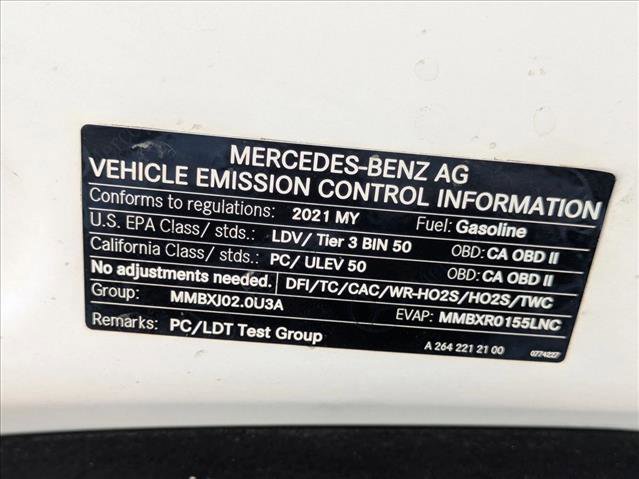 MERCEDES-BENZ AG
VEHICLE EMISSION CONTROL INFORMATION
Conforms to regulations: 2021 MY Fuel: Gasoline
U.S. EPA Class/ stds.: LDV/ Tier 3 BIN 50 OBD: CA OBD II
California Class/ stds.: PC/ ULEV 50 OBD: CA OBD II
No adjustments needed. DFI/TC/CAC/WR-HO2S/HO2S/TWC
Group: MMBXJ02.0U3A EVAP: MMBXR0155LNC
Remarks: PC/LDT Test Group
A 264 221 21 00 0774227